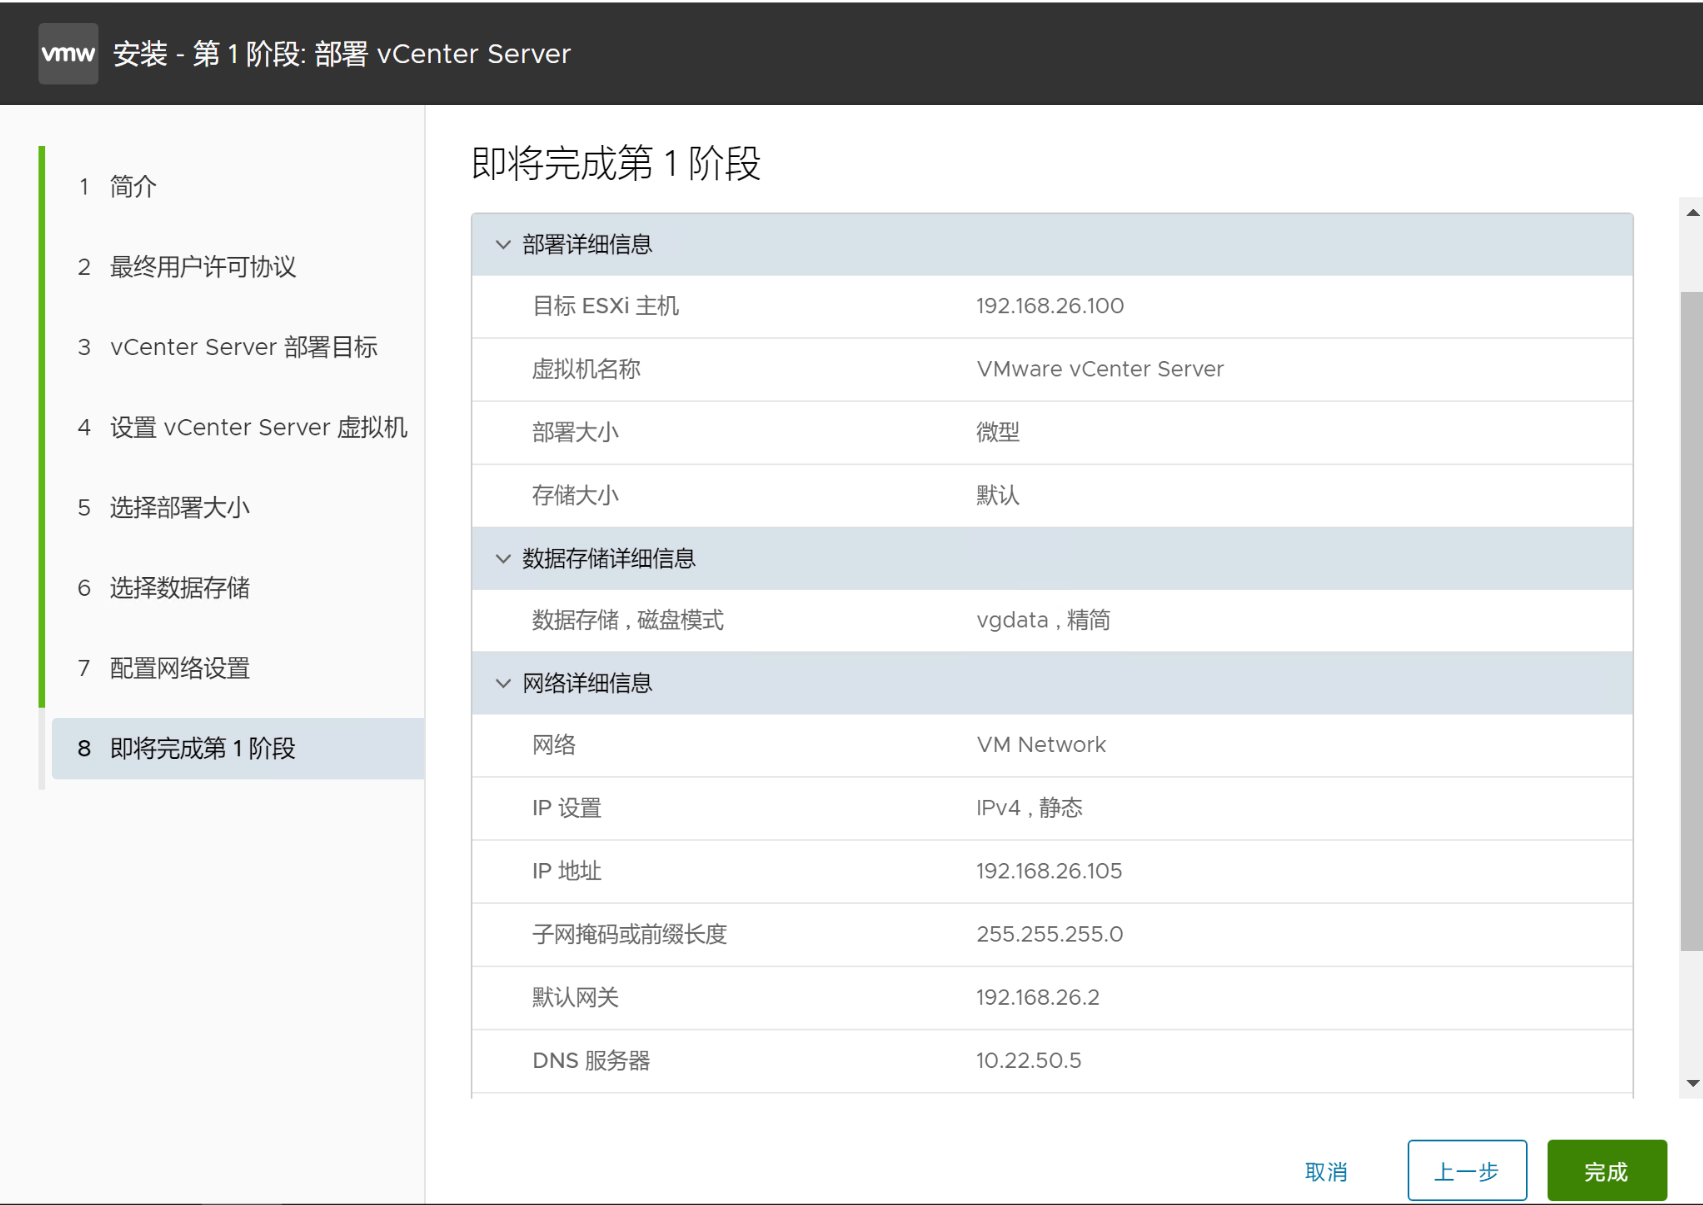 vmw 安装 - 第 1 阶段: 部署 vCenter Server
1 简介
2 最终用户许可协议
3 vCenter Server 部署目标
4 设置 vCenter Server 虚拟机
5 选择部署大小
6 选择数据存储
7 配置网络设置
8 即将完成第 1 阶段
即将完成第 1 阶段
部署详细信息
目标 ESXi 主机 192.168.26.100
虚拟机名称 VMware vCenter Server
部署大小 微型
存储大小 默认
数据存储详细信息
数据存储 , 磁盘模式 vgdata , 精简
网络详细信息
网络 VM Network
IP 设置 IPv4 , 静态
IP 地址 192.168.26.105
子网掩码或前缀长度 255.255.255.0
默认网关 192.168.26.2
DNS 服务器 10.22.50.5
取消 上一步 完成